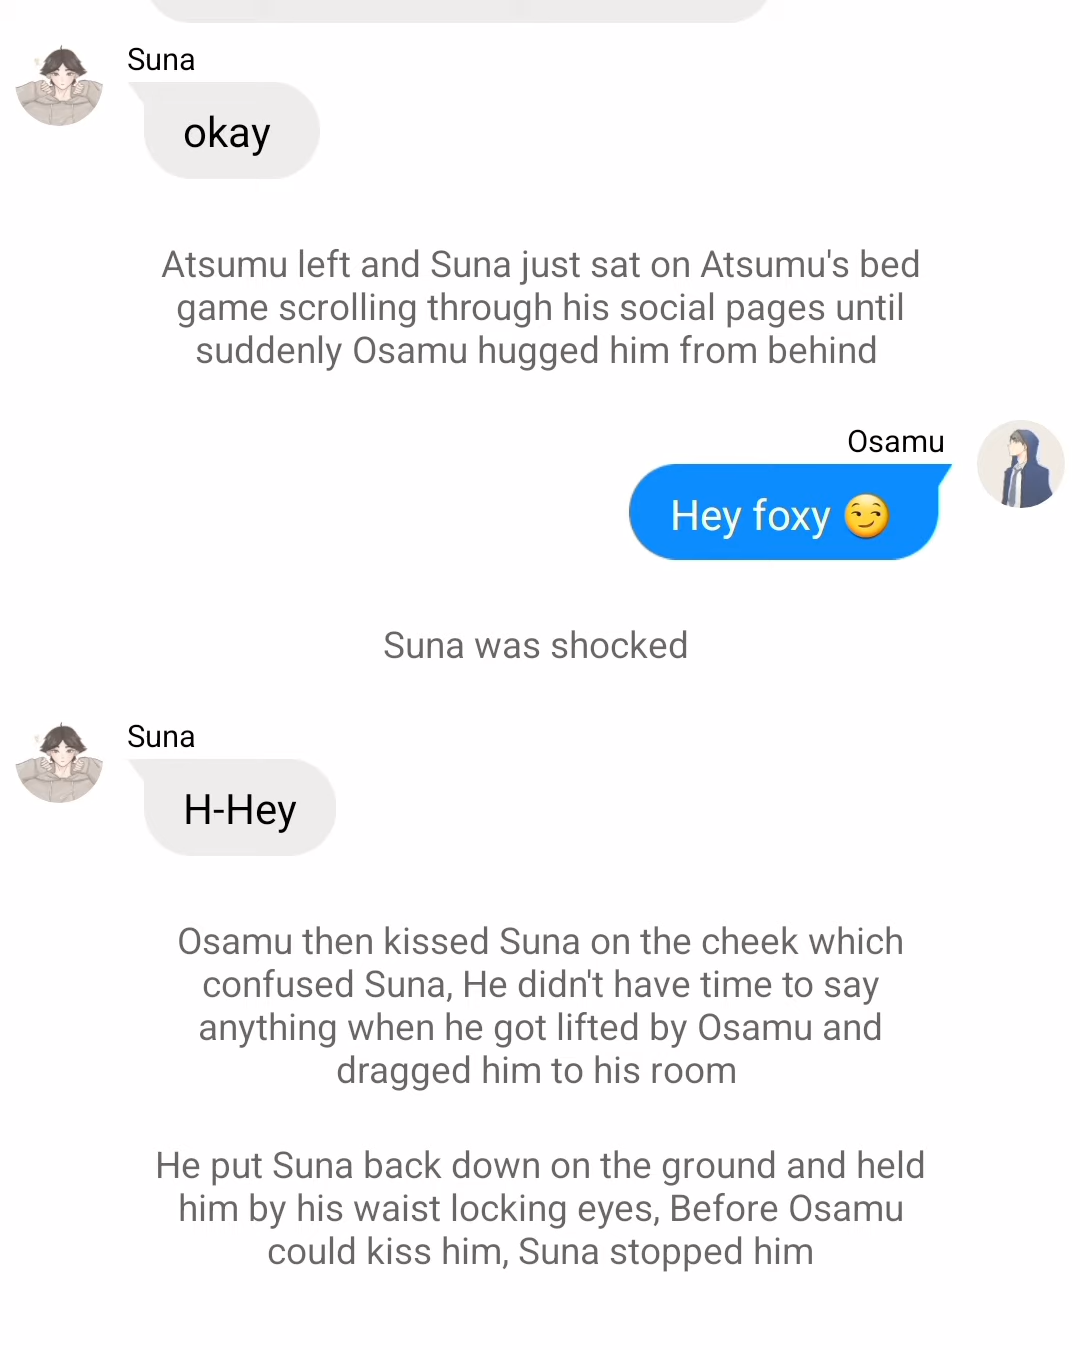 Suna
okay
Atsumu left and Suna just sat on Atsumu's bed
game scrolling through his social pages until
suddenly Osamu hugged him from behind
Osamu
Hey foxy 😏
Suna was shocked
Suna
H-Hey
Osamu then kissed Suna on the cheek which
confused Suna, He didn't have time to say
anything when he got lifted by Osamu and
dragged him to his room
He put Suna back down on the ground and held
him by his waist locking eyes, Before Osamu
could kiss him, Suna stopped him